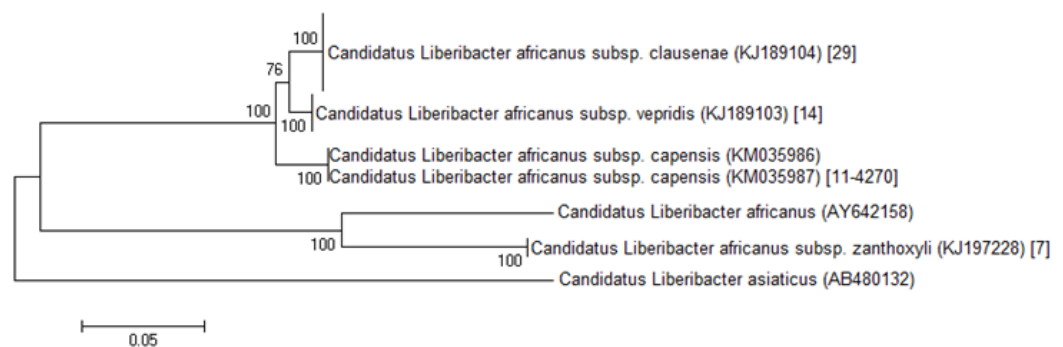 100
Candidatus Liberibacter africanus subsp. clausenae (KJ189104) [29]
76
100
100
Candidatus Liberibacter africanus subsp. vepridis (KJ189103) [14]
Candidatus Liberibacter africanus subsp. capensis (KM035986)
100
Candidatus Liberibacter africanus subsp. capensis (KM035987) [11-4270]
Candidatus Liberibacter africanus (AY642158)
100
Candidatus Liberibacter africanus subsp. zanthoxyli (KJ197228) [7]
100
Candidatus Liberibacter asiaticus (AB480132)
0.05